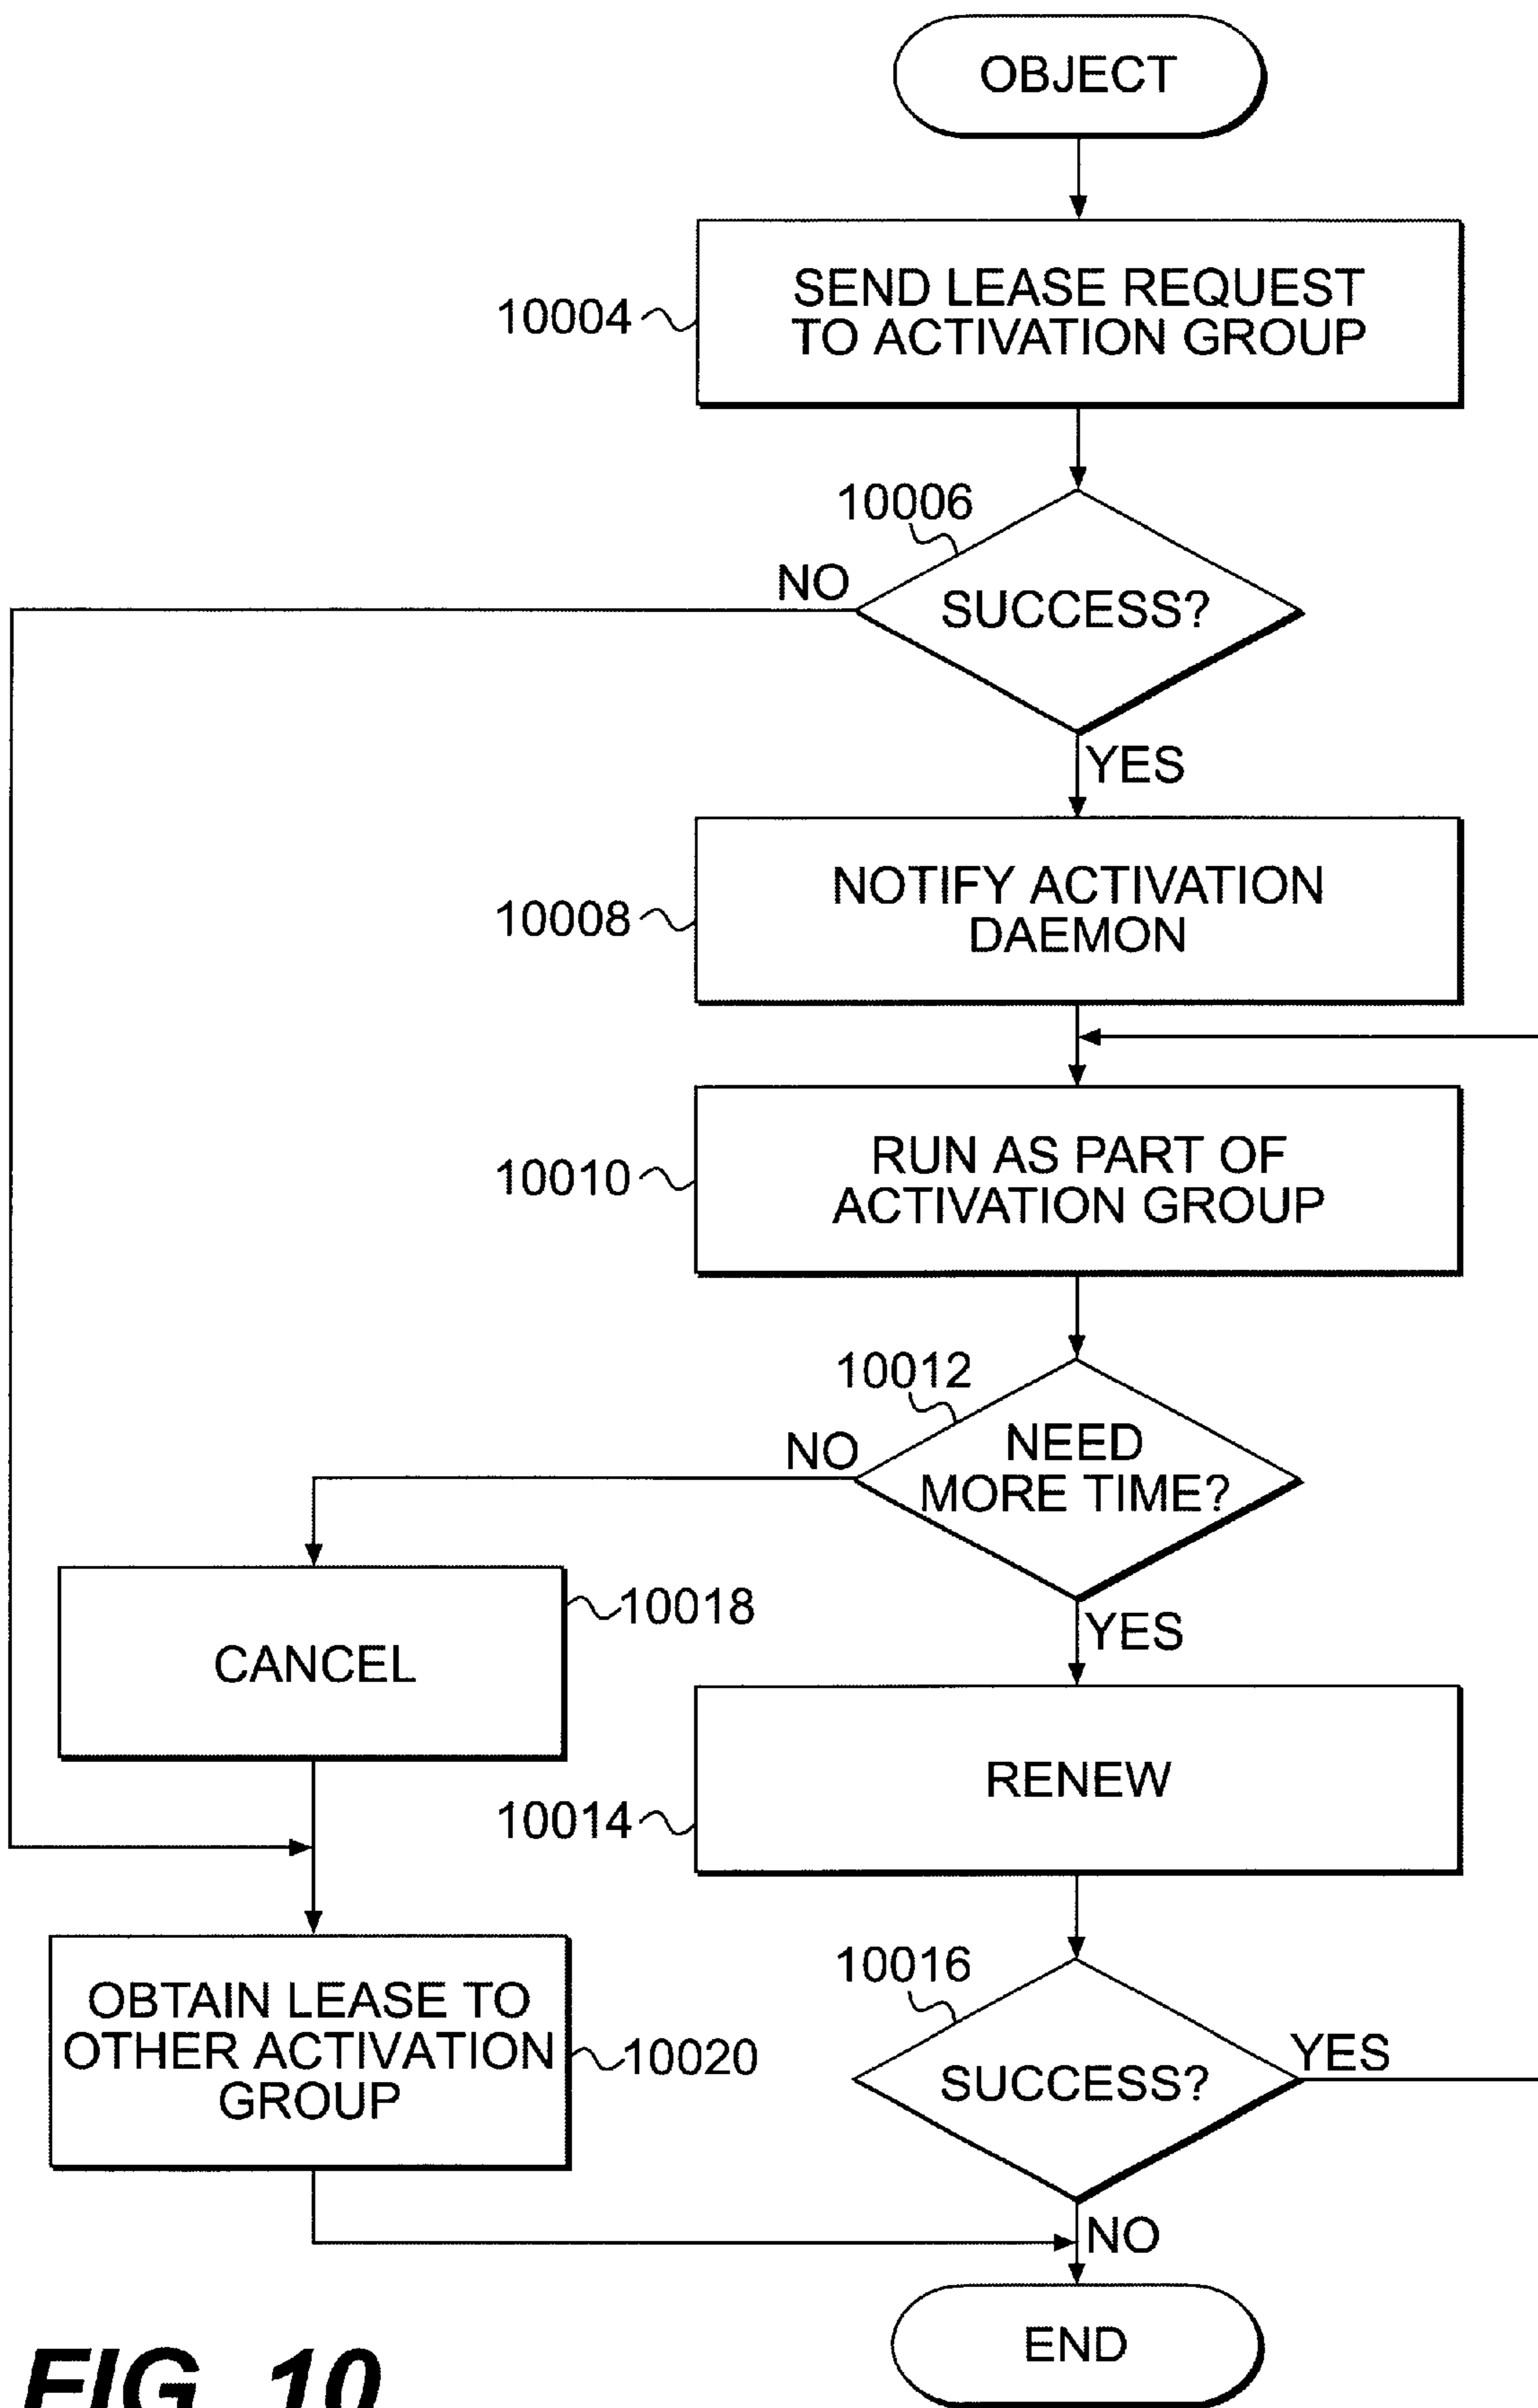 OBJECT
SEND LEASE REQUEST
TO ACTIVATION GROUP
10004
10006
NO
SUCCESS?
YES
NOTIFY ACTIVATION
DAEMON
10008
RUN AS PART OF
ACTIVATION GROUP
10010
10012
NO
NEED
MORE TIME?
YES
10018
CANCEL
RENEW
10014
10016
OBTAIN LEASE TO
OTHER ACTIVATION
GROUP
10020
SUCCESS?
YES
NO
END
FIG. 10